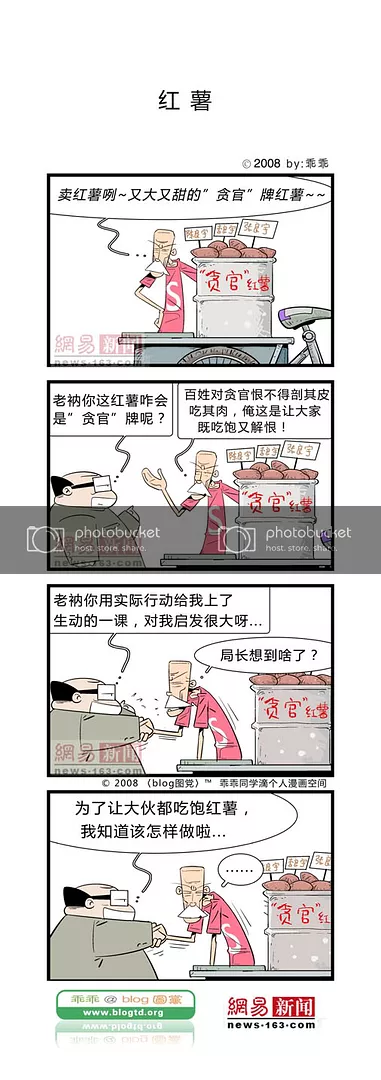 红薯
© 2008 by:乖乖
卖红薯咧~又大又甜的"贪官"牌红薯~~
"贪官"红薯
網易新闻
news·163·com
老衲你这红薯咋会
是"贪官"牌呢？
百姓对贪官恨不得剖其皮
吃其肉，俺这是让大家
既吃饱又解恨！
"贪官"红薯
photobucket
host. store. share.
photobucket
host. store. share.
老衲你用实际行动给我上了
生动的一课，对我启发很大呀...
局长想到啥了？
"贪官"红薯
網易新闻
news·163·com
© 2008 （blog图党）™ 乖乖同学滴个人漫画空间
为了让大伙都吃饱红薯，
我知道该怎样做啦...
......
"贪官"红
乖乖@blog圖黨
www.blogtd.org
網易新闻
news·163·com